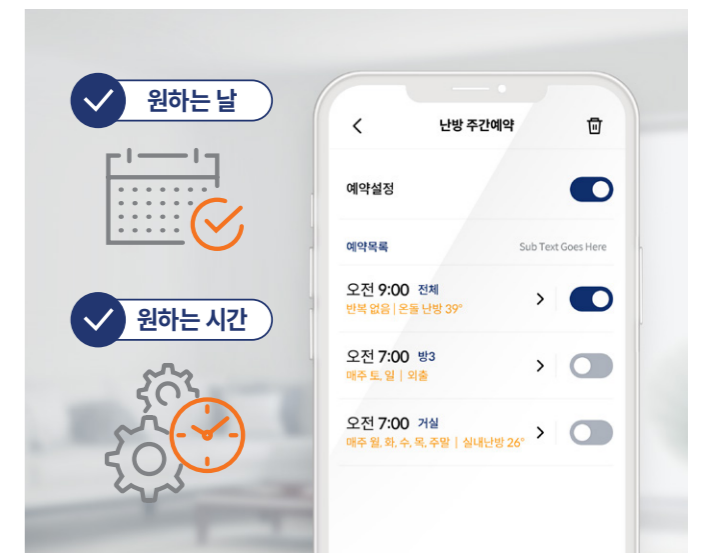 원하는 날
원하는 시간
난방 주간예약
예약설정
예약목록 Sub Text Goes Here
오전 9:00 전체
반복 없음 | 온돌 난방 39°
오전 7:00 방3
매주 토, 일 | 외출
오전 7:00 거실
매주 월, 화, 수, 목, 주말 | 실내난방 26°